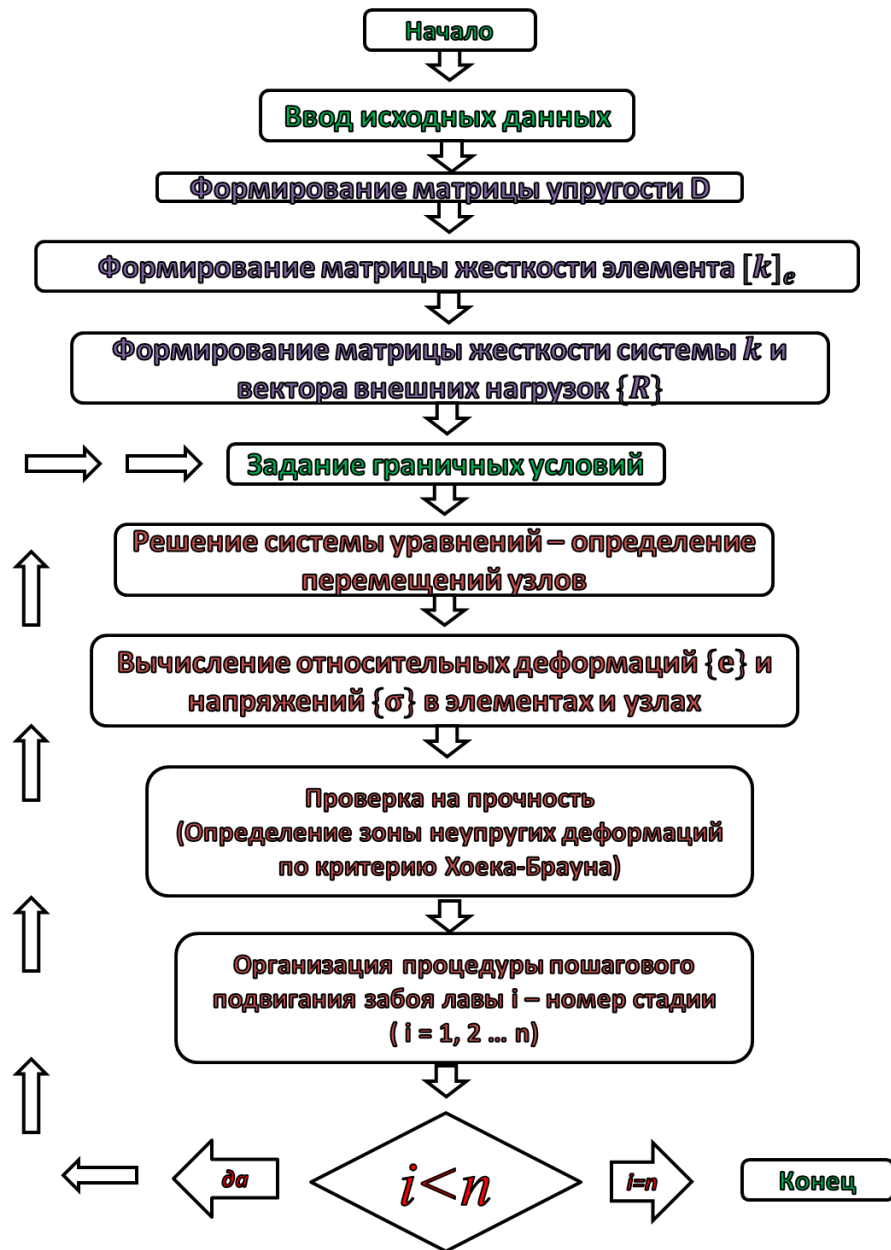 Начало
Ввод исходных данных
Формирование матрицы упругости D
Формирование матрицы жесткости элемента [k]ₑ
Формирование матрицы жесткости системы k и
вектора внешних нагрузок {R}
Задание граничных условий
Решение системы уравнений – определение
перемещений узлов
Вычисление относительных деформаций {e} и
напряжений {σ} в элементах и узлах
Проверка на прочность
(Определение зоны неупругих деформаций
по критерию Хоека-Брауна)
Организация процедуры пошагового
подвигания забоя лавы i – номер стадии
( i = 1, 2 ... n)
да
i<n
i=n
Конец